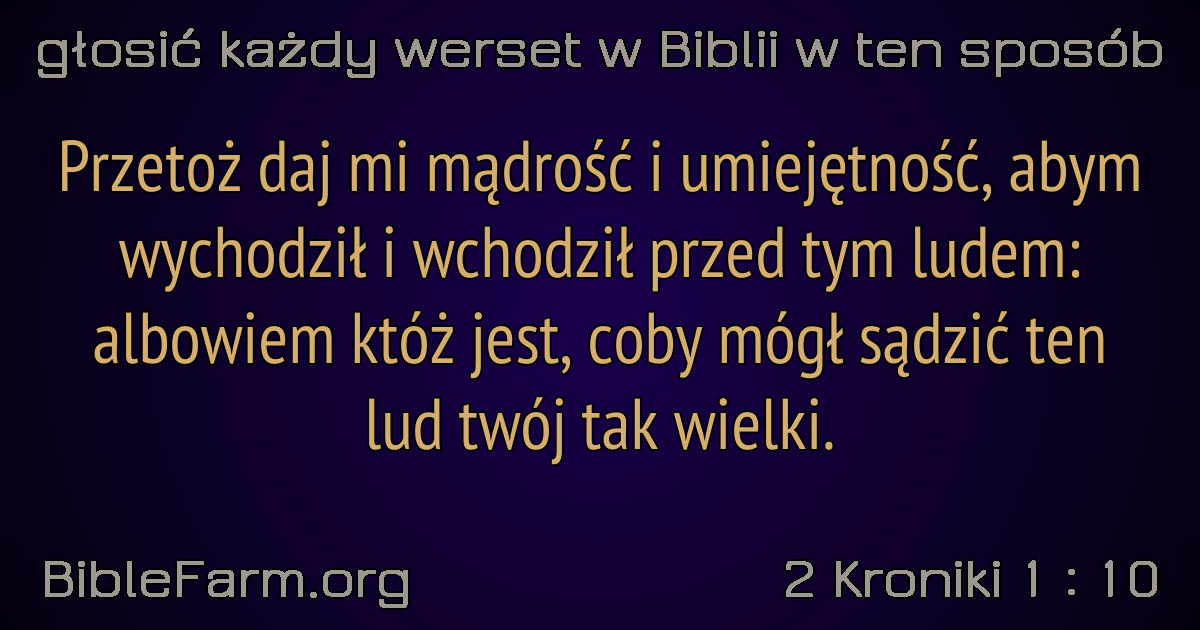 głosić każdy werset w Biblii w ten sposób
Przetoż daj mi mądrość i umiejętność, abym
wychodził i wchodził przed tym ludem:
albowiem któż jest, coby mógł sądzić ten
lud twój tak wielki.
BibleFarm.org
2 Kroniki 1 : 10